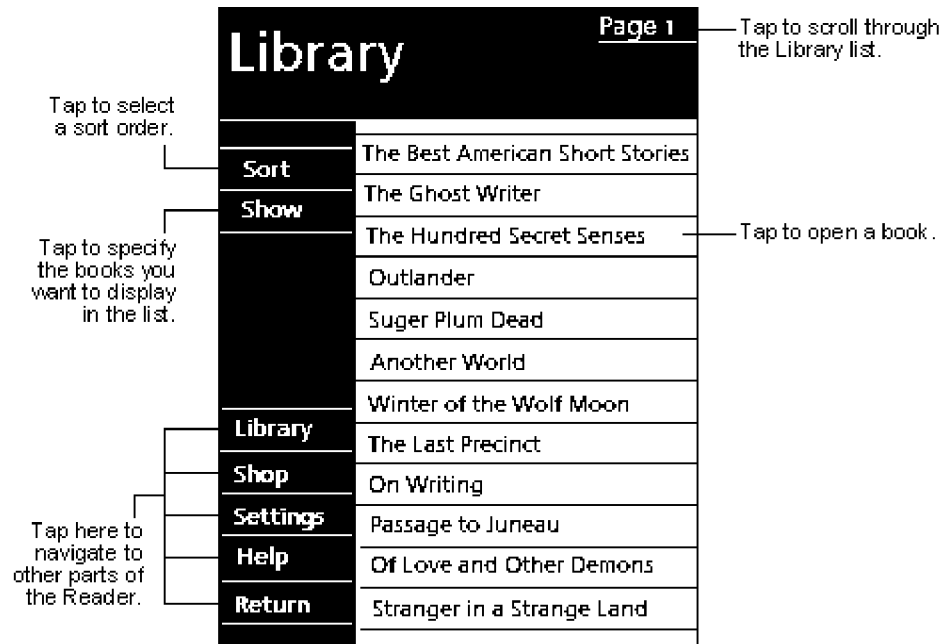 Library
Page 1
Tap to scroll through
the Library list.
Tap to select
a sort order.
Sort
Show
Tap to specify
the books you
want to display
in the list.
The Best American Short Stories
The Ghost Writer
The Hundred Secret Senses
Tap to open a book.
Outlander
Suger Plum Dead
Another World
Winter of the Wolf Moon
The Last Precinct
On Writing
Passage to Juneau
Of Love and Other Demons
Stranger in a Strange Land
Library
Shop
Settings
Help
Return
Tap here to
navigate to
other parts of
the Reader.